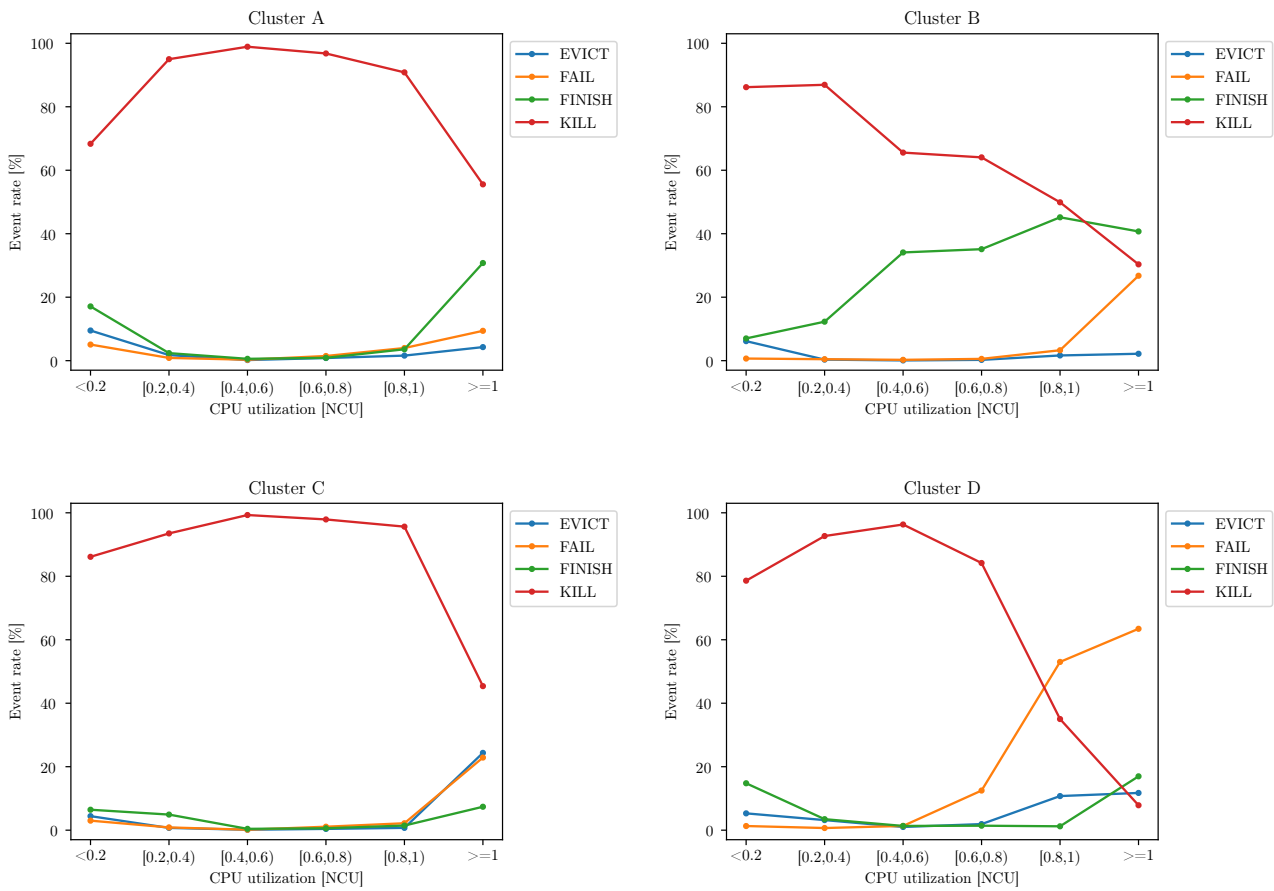 Cluster A
100
80
60
40
20
0
Event rate [%]
<0.2
[0.2,0.4)
[0.4,0.6)
[0.6,0.8)
[0.8,1)
>=1
CPU utilization [NCU]
EVICT
FAIL
FINISH
KILL
Cluster B
100
80
60
40
20
0
Event rate [%]
<0.2
[0.2,0.4)
[0.4,0.6)
[0.6,0.8)
[0.8,1)
>=1
CPU utilization [NCU]
EVICT
FAIL
FINISH
KILL
Cluster C
100
80
60
40
20
0
Event rate [%]
<0.2
[0.2,0.4)
[0.4,0.6)
[0.6,0.8)
[0.8,1)
>=1
CPU utilization [NCU]
EVICT
FAIL
FINISH
KILL
Cluster D
100
80
60
40
20
0
Event rate [%]
<0.2
[0.2,0.4)
[0.4,0.6)
[0.6,0.8)
[0.8,1)
>=1
CPU utilization [NCU]
EVICT
FAIL
FINISH
KILL